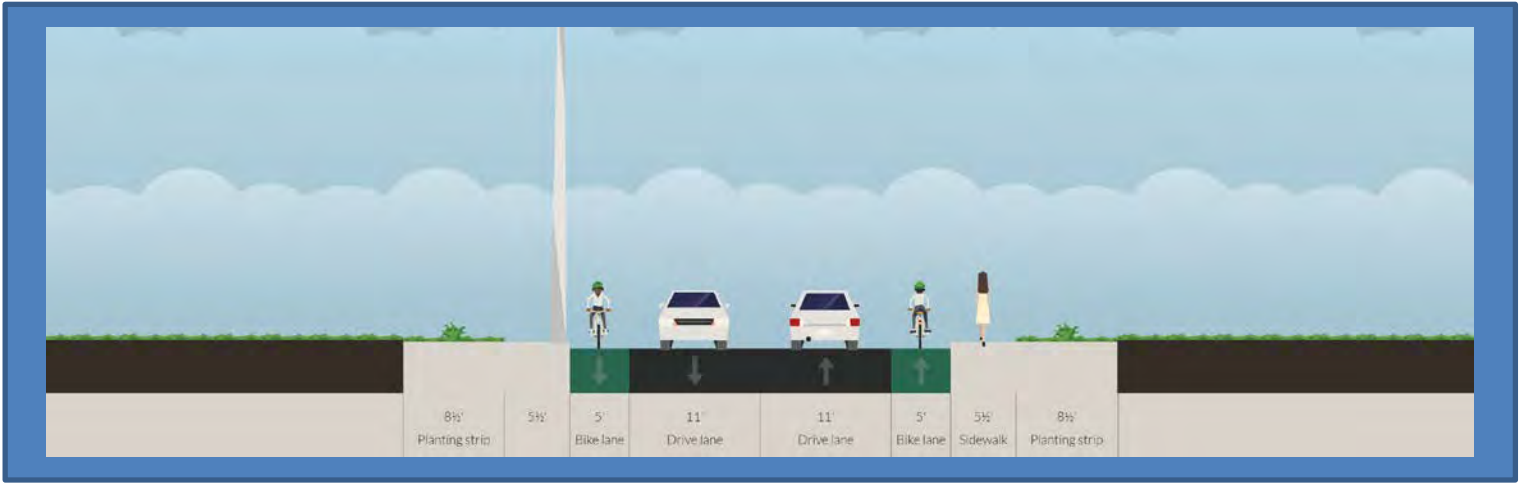 8½' 5½' 5' 11' 11' 5' 5½' 8½'
Planting strip Bike lane Drive lane Drive lane Bike lane Sidewalk Planting strip